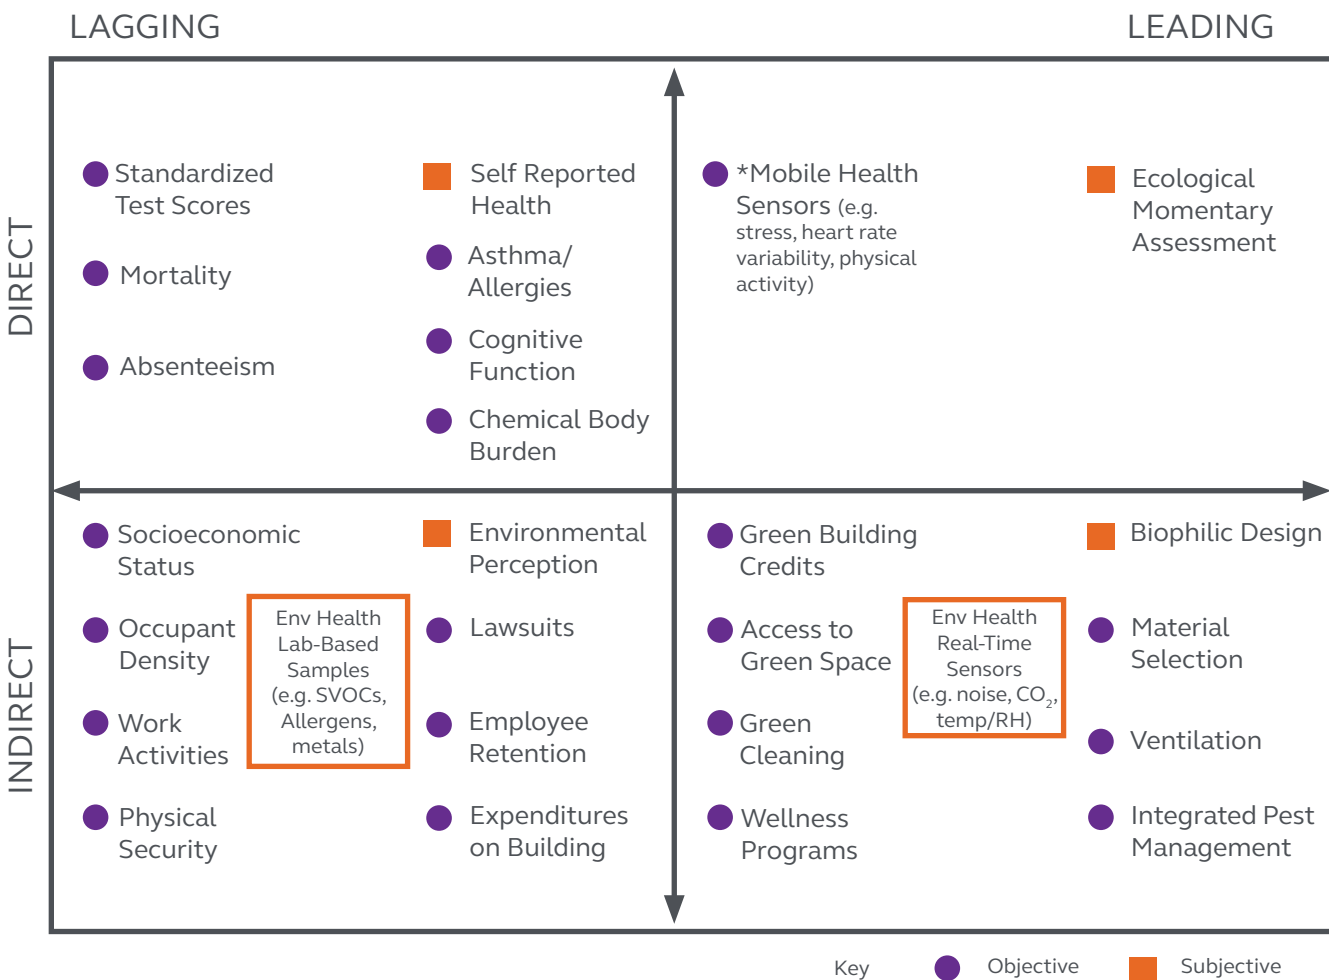 LAGGING
LEADING
DIRECT
Standardized
Test Scores
Mortality
Absenteeism
Self Reported
Health
Asthma/
Allergies
Cognitive
Function
Chemical Body
Burden
*Mobile Health
Sensors (e.g.
stress, heart rate
variability, physical
activity)
Ecological
Momentary
Assessment
INDIRECT
Socioeconomic
Status
Occupant
Density
Work
Activities
Physical
Security
Env Health
Lab-Based
Samples
(e.g. SVOCs,
Allergens,
metals)
Environmental
Perception
Lawsuits
Employee
Retention
Expenditures
on Building
Green Building
Credits
Access to
Green Space
Green
Cleaning
Wellness
Programs
Env Health
Real-Time
Sensors
(e.g. noise, CO₂,
temp/RH)
Biophilic Design
Material
Selection
Ventilation
Integrated Pest
Management
Key
Objective
Subjective